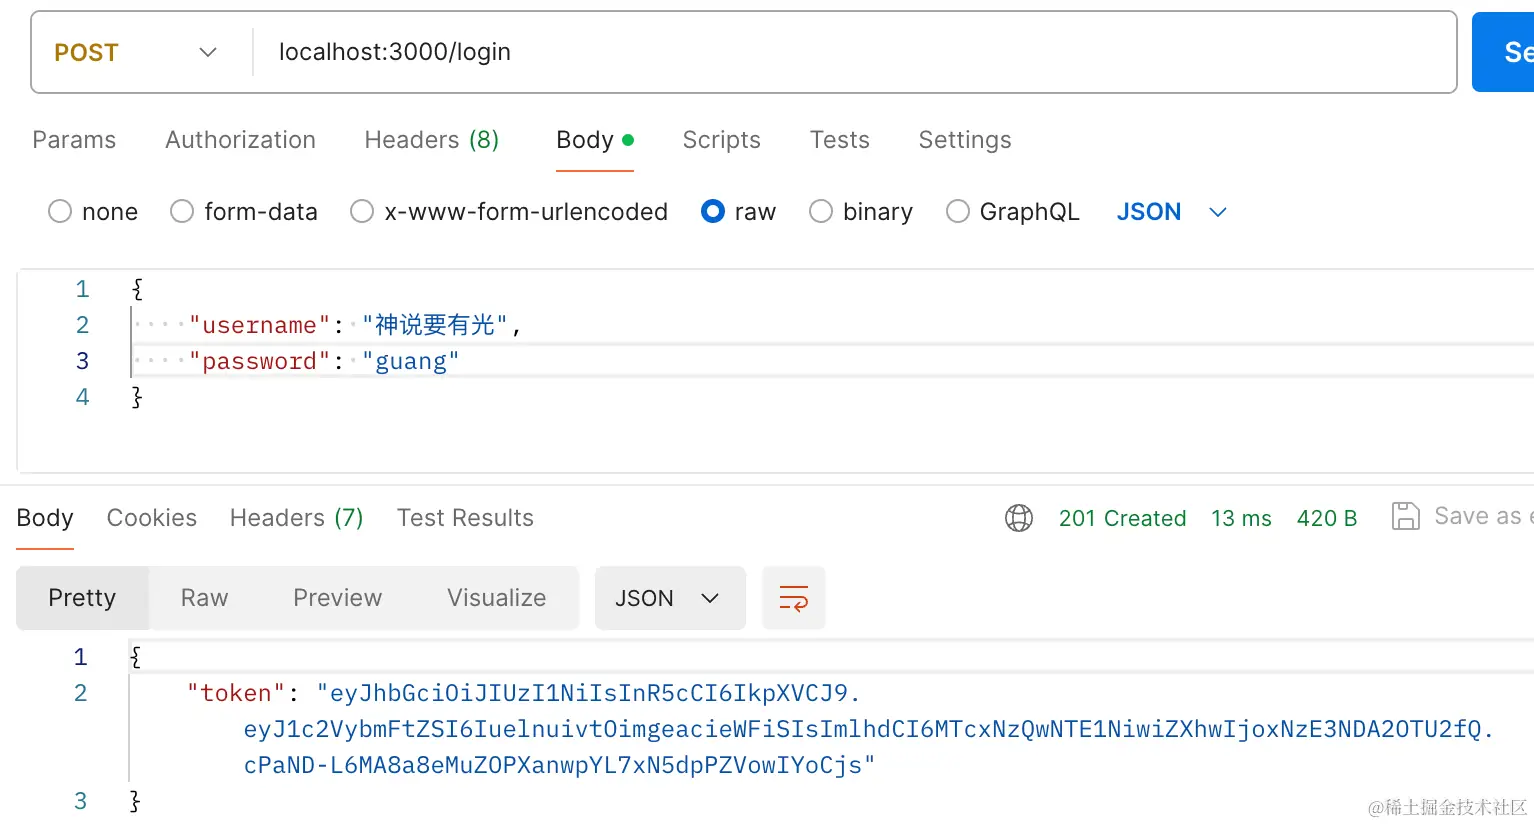 POST localhost:3000/login
Params Authorization Headers (8) Body Scripts Tests Settings
none form-data x-www-form-urlencoded raw binary GraphQL JSON
1 {
2 "username": "神说要有光",
3 "password": "guang"
4 }
Body Cookies Headers (7) Test Results 201 Created 13 ms 420 B Save as
Pretty Raw Preview Visualize JSON
1 {
2 "token": "eyJhbGciOiJIUzI1NiIsInR5cCI6IkpXVCJ9.
eyJ1c2VybmFtZSI6IuelnuivtOimgeacieWFiSIsImlhdCI6MTcxNzQwNTE1NiwiZXhwIjoxNzE3NDA2OTU2fQ.
cPaND-L6MA8a8eMuZOPXanwpYL7xN5dpPZVowIYoCjs"
3 }
@稀土掘金技术社区